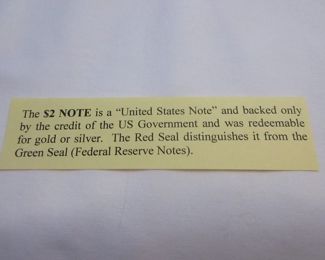 The $2 NOTE is a “United States Note” and backed only
by the credit of the US Government and was redeemable
for gold or silver. The Red Seal distinguishes it from the
Green Seal (Federal Reserve Notes).